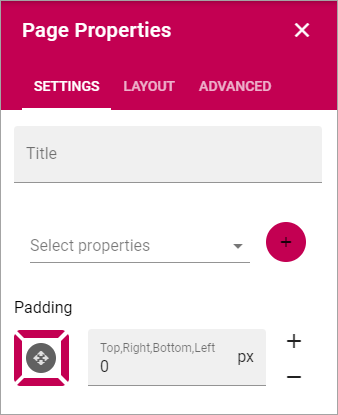 Page Properties
SETTINGS LAYOUT ADVANCED
Title
Select properties
Padding
Top,Right,Bottom,Left
0 px